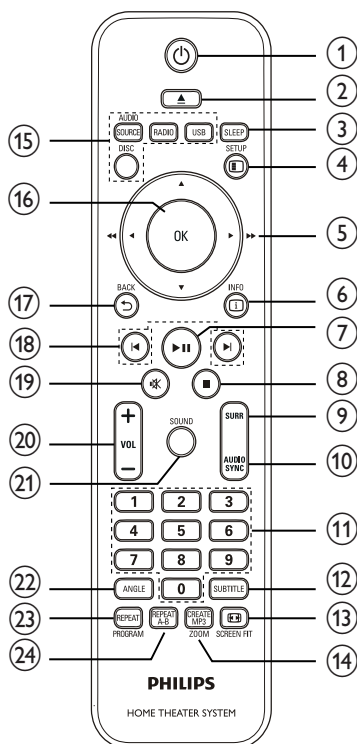 1
2
AUDIO
SOURCE RADIO USB SLEEP 3
15
DISC SETUP
4
16
OK 5
BACK INFO
17 6
7
18
19 8
SURR 9
SOUND
20 VOL
AUDIO SYNC 10
21
1 2 3
4 5 6 11
7 8 9
22 ANGLE 0 SUBTITLE 12
23 REPEAT REPEAT A-B CREATE MP3 13
PROGRAM ZOOM SCREEN FIT
24 14
PHILIPS
HOME THEATER SYSTEM